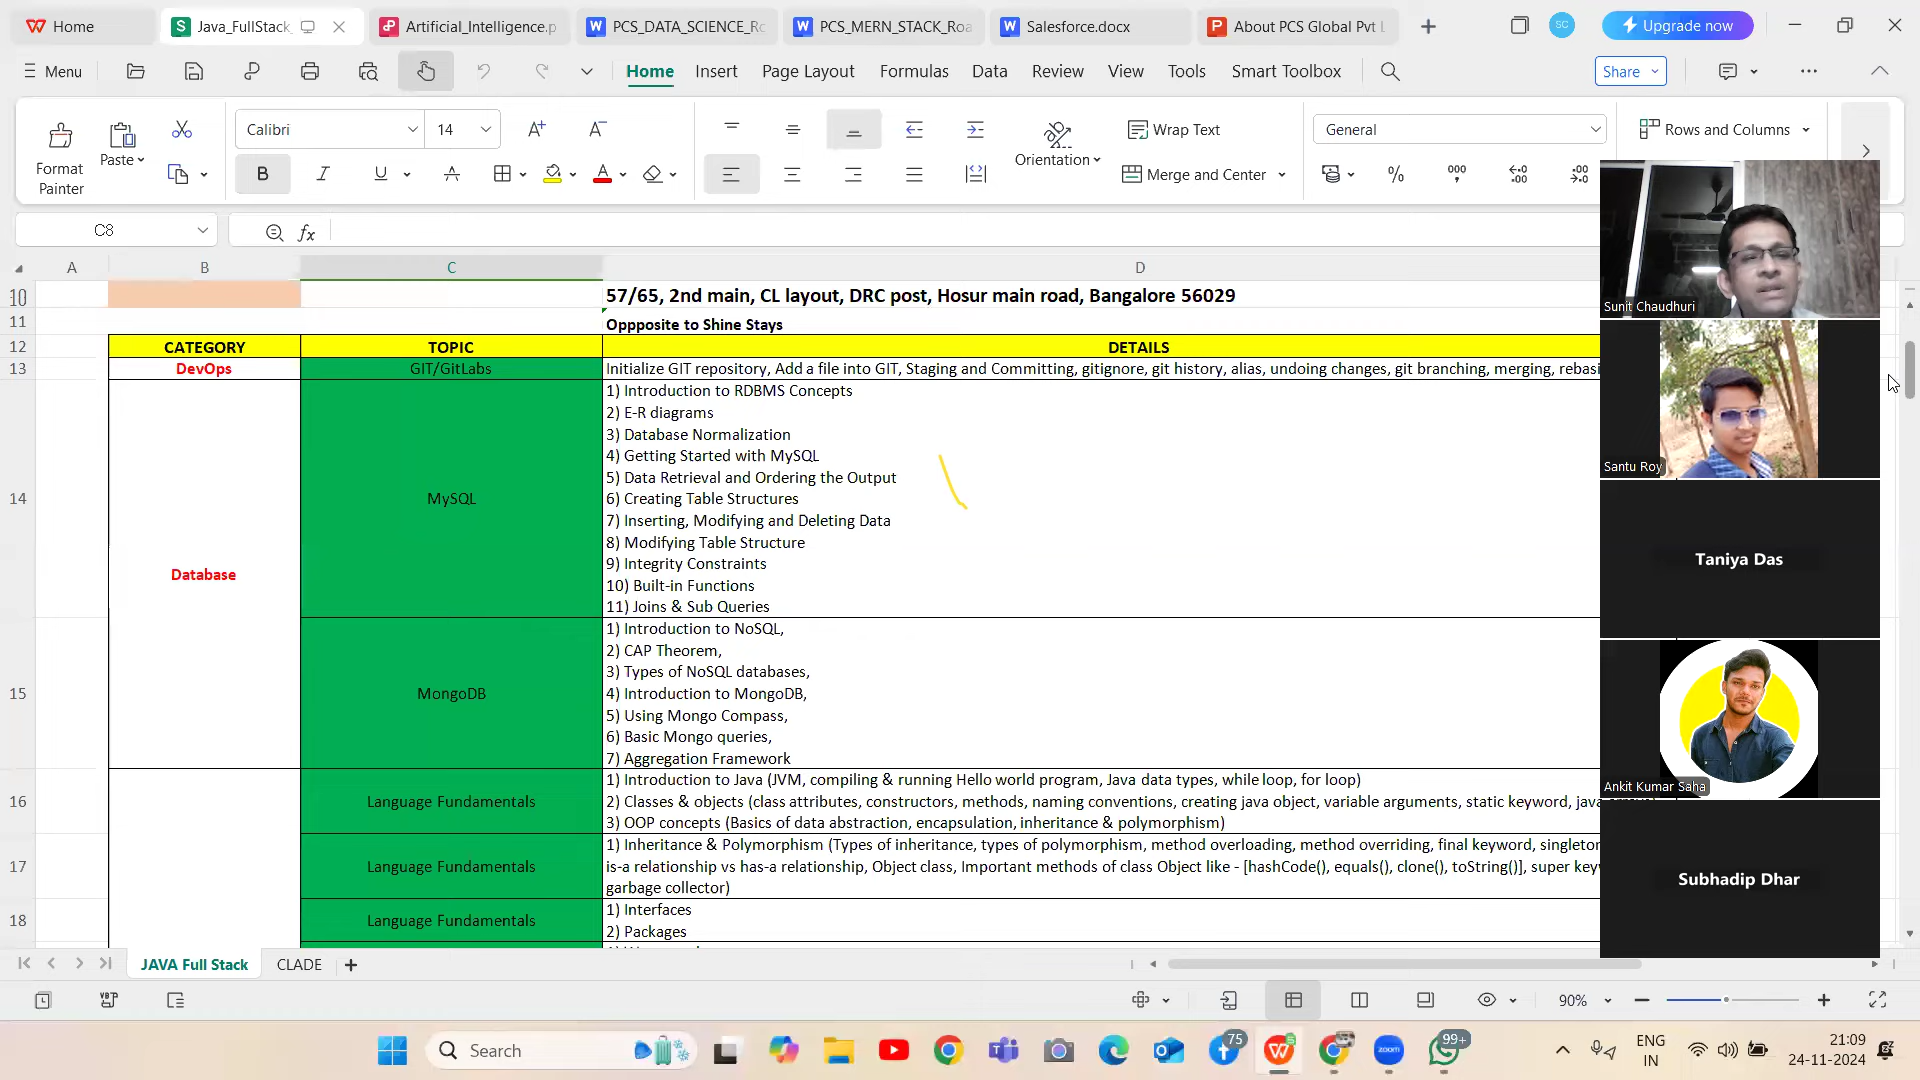 Home
Java_FullStack_
Artificial_Intelligence.p
PCS_DATA_SCIENCE_Ro
PCS_MERN_STACK_Roa
Salesforce.docx
About PCS Global Pvt L
SC
Upgrade now
Menu
Home
Insert
Page Layout
Formulas
Data
Review
View
Tools
Smart Toolbox
Share
Format Painter
Paste
Calibri
14
Orientation
Wrap Text
Merge and Center
General
Rows and Columns
C8
A
B
C
D
10
57/65, 2nd main, CL layout, DRC post, Hosur main road, Bangalore 56029
11
Oppposite to Shine Stays
12
CATEGORY
TOPIC
DETAILS
13
DevOps
GIT/GitLabs
Initialize GIT repository, Add a file into GIT, Staging and Committing, gitignore, git history, alias, undoing changes, git branching, merging, rebasi
14
Database
MySQL
1) Introduction to RDBMS Concepts
2) E-R diagrams
3) Database Normalization
4) Getting Started with MySQL
5) Data Retrieval and Ordering the Output
6) Creating Table Structures
7) Inserting, Modifying and Deleting Data
8) Modifying Table Structure
9) Integrity Constraints
10) Built-in Functions
11) Joins & Sub Queries
15
MongoDB
1) Introduction to NoSQL,
2) CAP Theorem,
3) Types of NoSQL databases,
4) Introduction to MongoDB,
5) Using Mongo Compass,
6) Basic Mongo queries,
7) Aggregation Framework
16
Language Fundamentals
1) Introduction to Java (JVM, compiling & running Hello world program, Java data types, while loop, for loop)
2) Classes & objects (class attributes, constructors, methods, naming conventions, creating java object, variable arguments, static keyword, java
3) OOP concepts (Basics of data abstraction, encapsulation, inheritance & polymorphism)
17
Language Fundamentals
1) Inheritance & Polymorphism (Types of inheritance, types of polymorphism, method overloading, method overriding, final keyword, singleton
is-a relationship vs has-a relationship, Object class, Important methods of class Object like - [hashCode(), equals(), clone(), toString()], super key
garbage collector)
18
Language Fundamentals
1) Interfaces
2) Packages
Sunit Chaudhuri
Santu Roy
Taniya Das
Ankit Kumar Saha
Subhadip Dhar
JAVA Full Stack
CLADE
90%
Search
75
zoom
99+
ENG
IN
21:09
24-11-2024